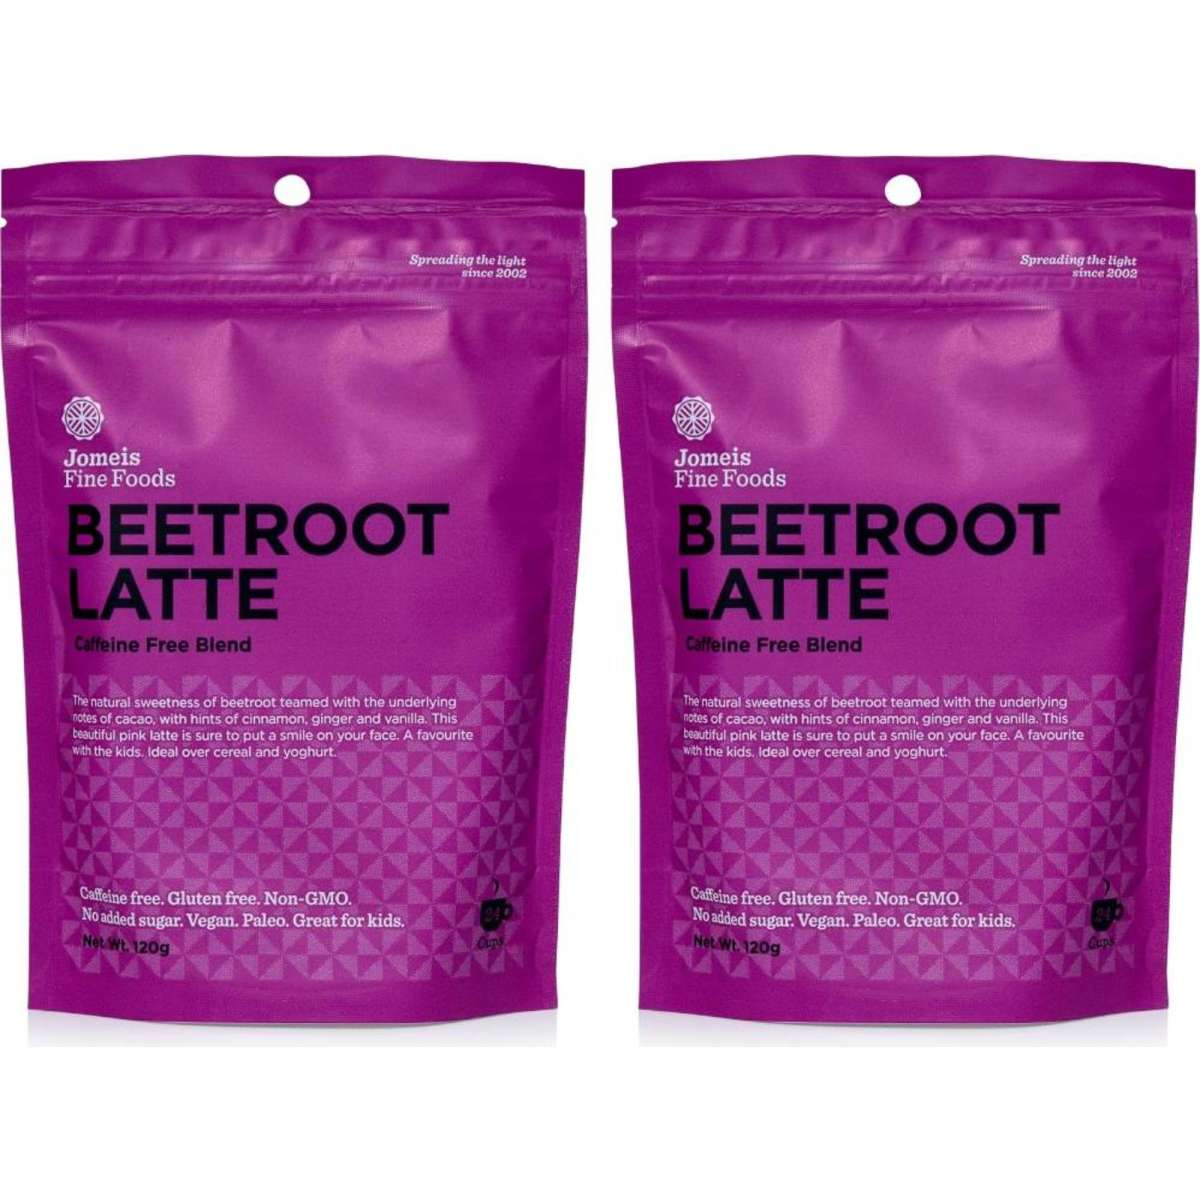 Spreading the light
since 2002
Jomeis
Fine Foods
BEETROOT
LATTE
Caffeine Free Blend
The natural sweetness of beetroot teamed with the underlying
notes of cacao, with hints of cinnamon, ginger and vanilla. This
beautiful pink latte is sure to put a smile on your face. A favourite
with the kids. Ideal over cereal and yoghurt.
Caffeine free. Gluten free. Non-GMO.
No added sugar. Vegan. Paleo. Great for kids.
Net Wt. 120g
24
Cups
Spreading the light
since 2002
Jomeis
Fine Foods
BEETROOT
LATTE
Caffeine Free Blend
The natural sweetness of beetroot teamed with the underlying
notes of cacao, with hints of cinnamon, ginger and vanilla. This
beautiful pink latte is sure to put a smile on your face. A favourite
with the kids. Ideal over cereal and yoghurt.
Caffeine free. Gluten free. Non-GMO.
No added sugar. Vegan. Paleo. Great for kids.
Net Wt. 120g
24
Cups